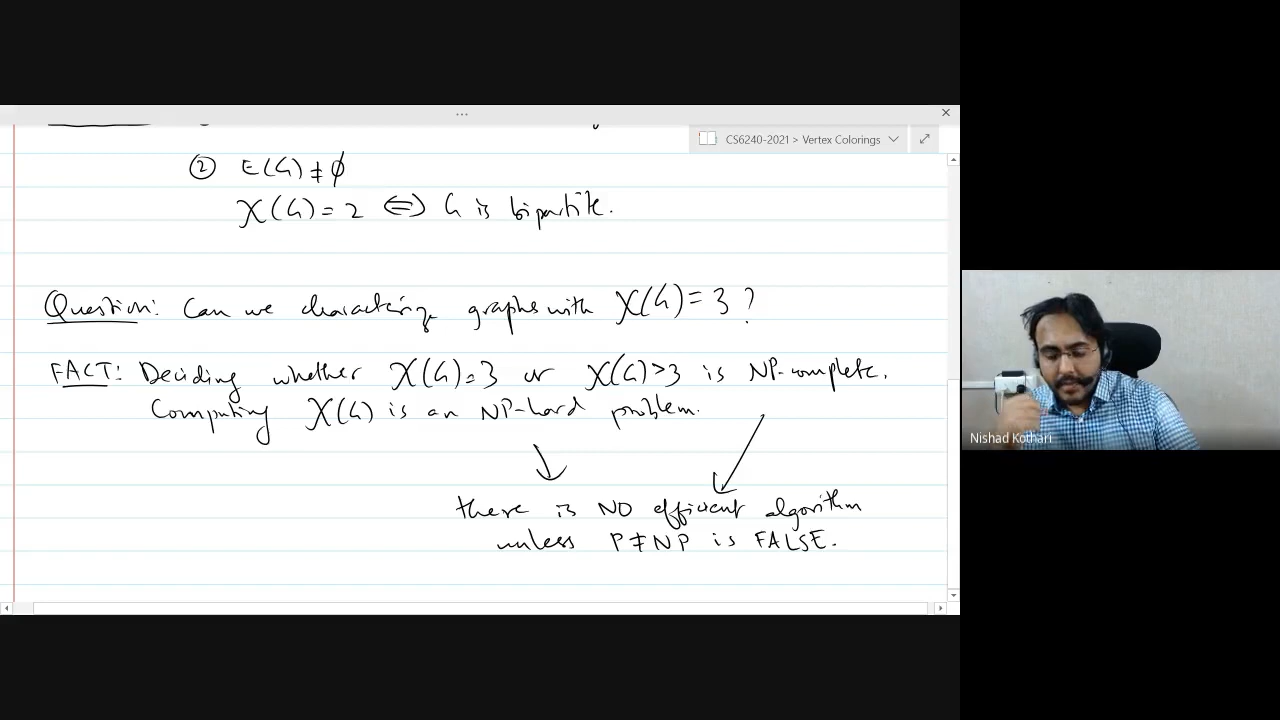 CS6240-2021 > Vertex Colorings
② E(G) ≠ ϕ
χ(G) = 2 ⇔ G is bipartite.
Question: Can we characterize graphs with χ(G) = 3 ?
FACT: Deciding whether χ(G) = 3 or χ(G) > 3 is NP-complete.
Computing χ(G) is an NP-hard problem.
there is NO efficient algorithm
unless P ≠ NP is FALSE.
Nishad Kothari